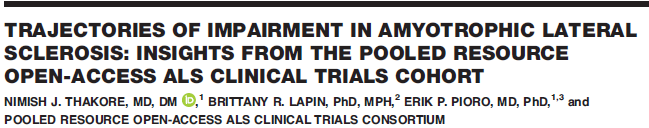 TRAJECTORIES OF IMPAIRMENT IN AMYOTROPHIC LATERAL
SCLEROSIS: INSIGHTS FROM THE POOLED RESOURCE
OPEN-ACCESS ALS CLINICAL TRIALS COHORT
NIMISH J. THAKORE, MD, DM iD,¹ BRITTANY R. LAPIN, PhD, MPH,² ERIK P. PIORO, MD, PhD,¹,³ and
POOLED RESOURCE OPEN-ACCESS ALS CLINICAL TRIALS CONSORTIUM